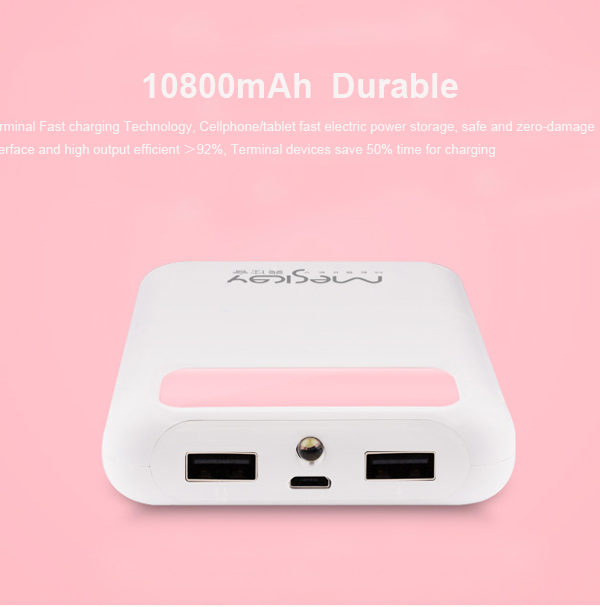 10800mAh Durable
rminal Fast charging Technology, Cellphone/tablet fast electric power storage, safe and zero-damage
erface and high output efficient ＞92%, Terminal devices save 50% time for charging